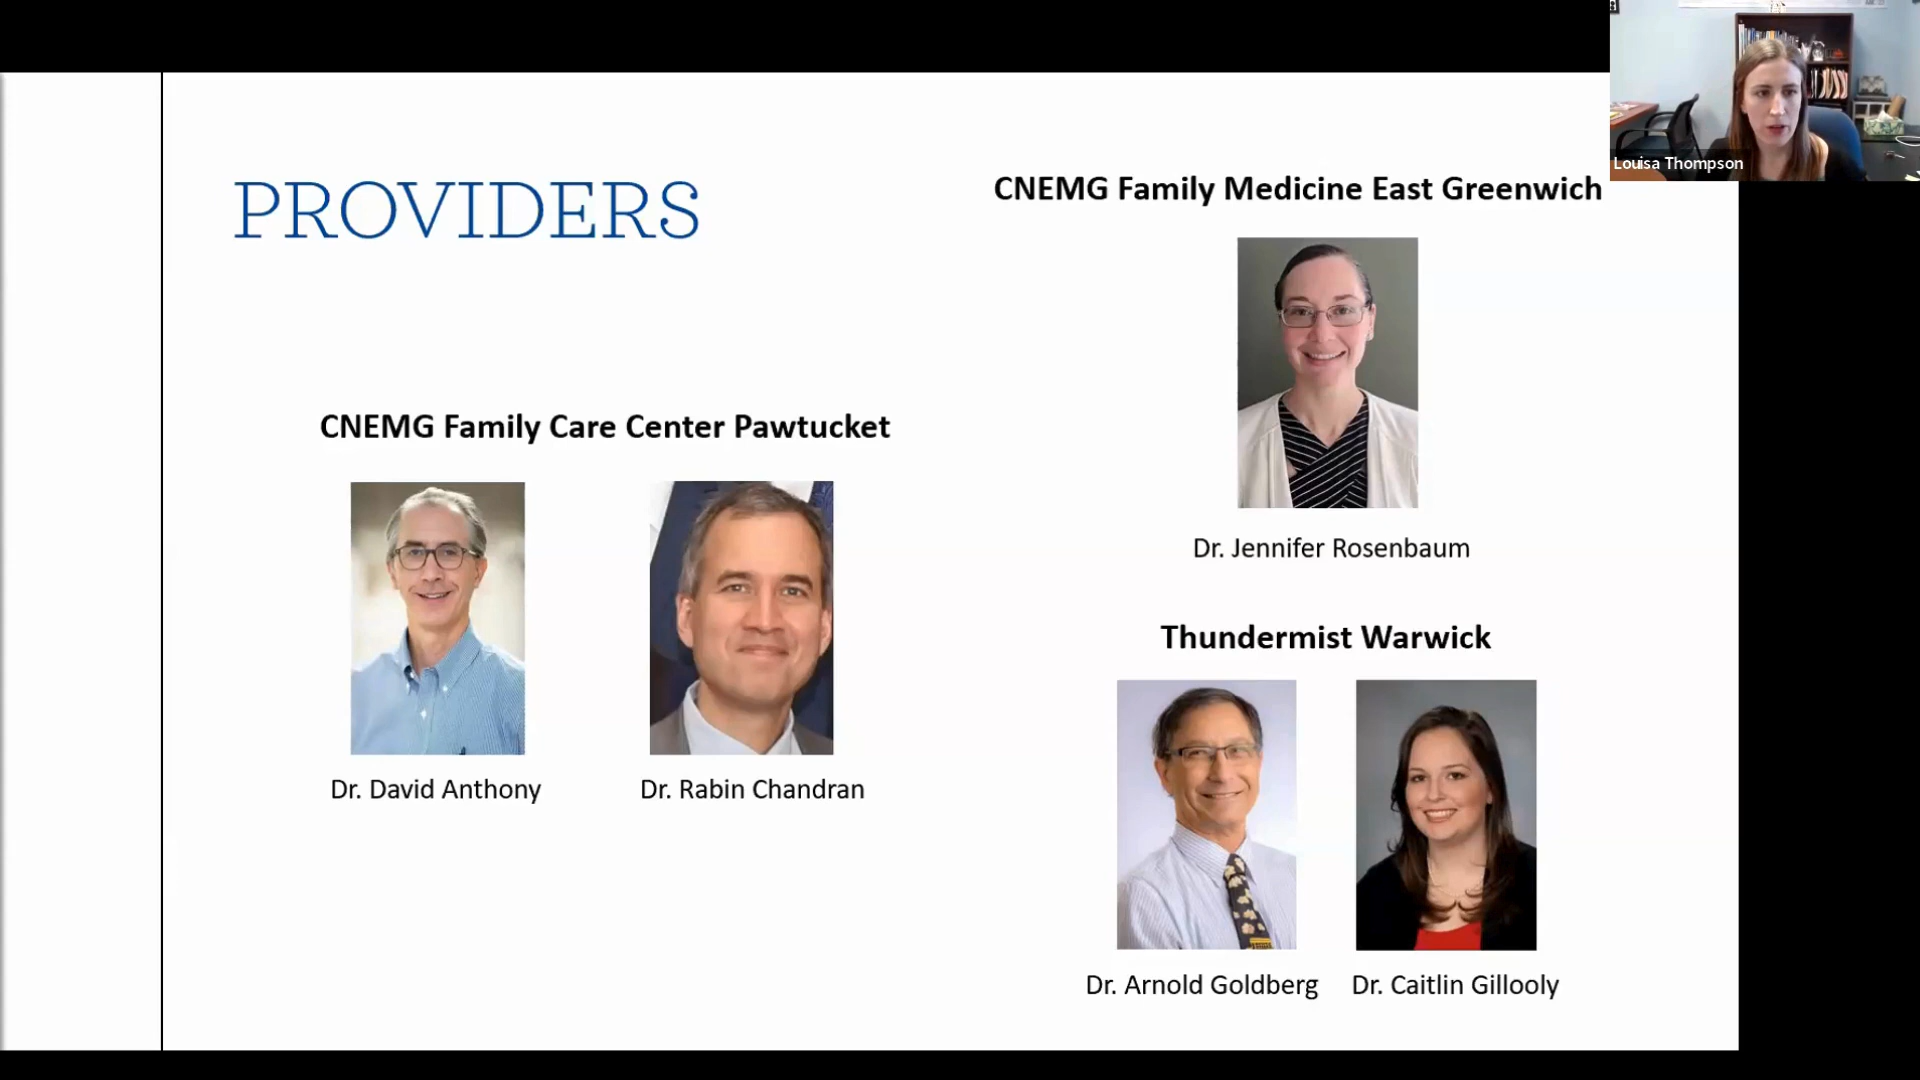 PROVIDERS
CNEMG Family Care Center Pawtucket
Dr. David Anthony
Dr. Rabin Chandran
CNEMG Family Medicine East Greenwich
Dr. Jennifer Rosenbaum
Thundermist Warwick
Dr. Arnold Goldberg
Dr. Caitlin Gillooly
Louisa Thompson